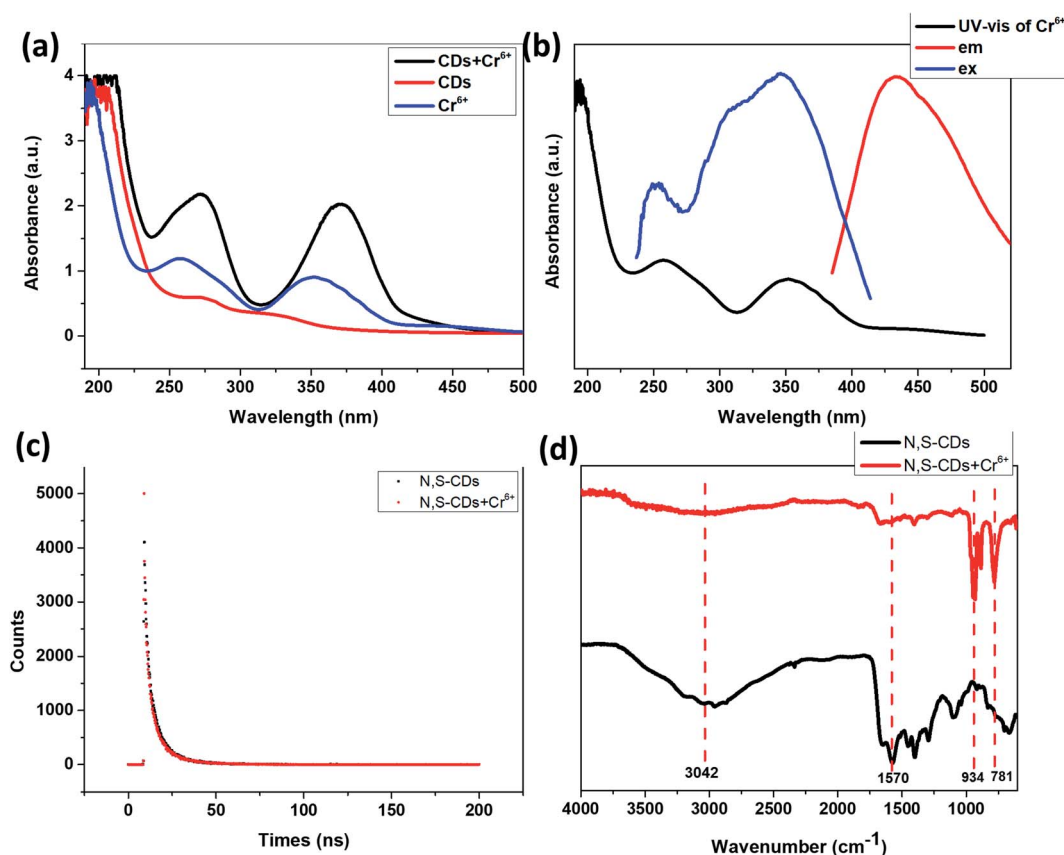 (a)
CDs+Cr⁶⁺
CDs
Cr⁶⁺
4
3
2
1
0
Absorbance (a.u.)
200 250 300 350 400 450 500
Wavelength (nm)
(b)
UV-vis of Cr⁶⁺
em
ex
Absorbance (a.u.)
200 250 300 350 400 450 500
Wavelength (nm)
(c)
N,S-CDs
N,S-CDs+Cr⁶⁺
5000
4000
3000
2000
1000
0
Counts
0 50 100 150 200
Times (ns)
(d)
N,S-CDs
N,S-CDs+Cr⁶⁺
3042 1570 934 781
4000 3500 3000 2500 2000 1500 1000
Wavenumber (cm⁻¹)